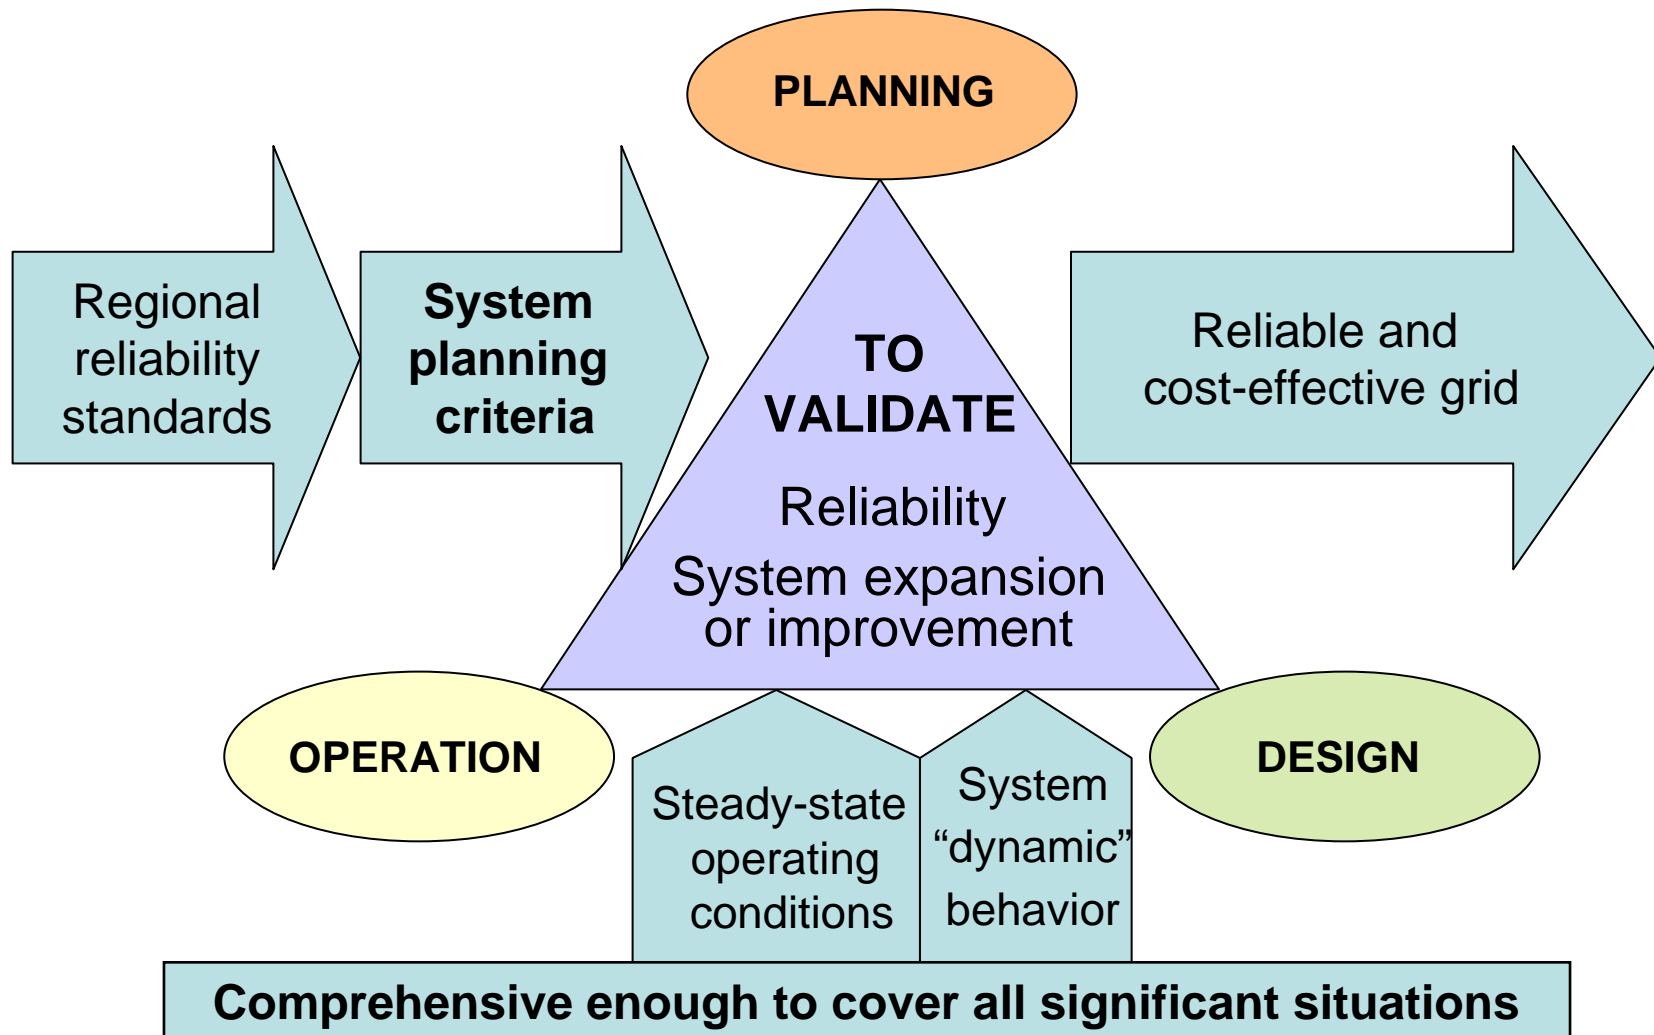 PLANNING
Regional
reliability
standards
System
planning
criteria
TO
VALIDATE
Reliability
System expansion
or improvement
Reliable and
cost-effective grid
OPERATION
DESIGN
Steady-state
operating
conditions
System
“dynamic”
behavior
Comprehensive enough to cover all significant situations